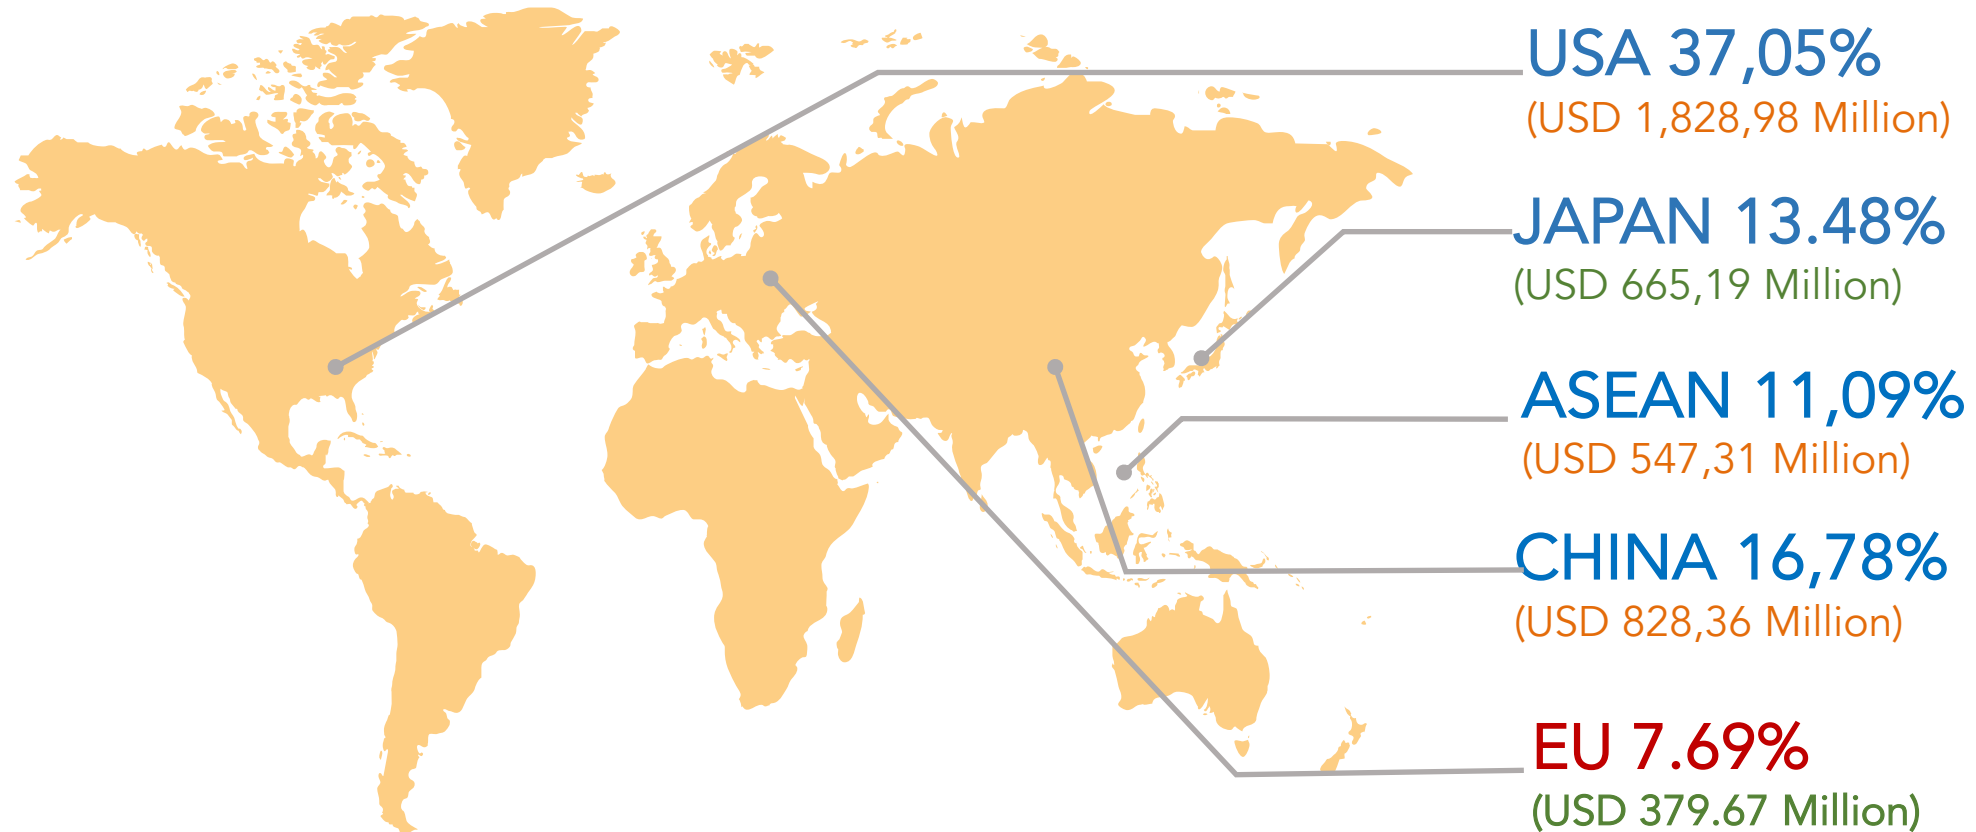 USA 37,05%
(USD 1,828,98 Million)
JAPAN 13.48%
(USD 665,19 Million)
ASEAN 11,09%
(USD 547,31 Million)
CHINA 16,78%
(USD 828,36 Million)
EU 7.69%
(USD 379.67 Million)